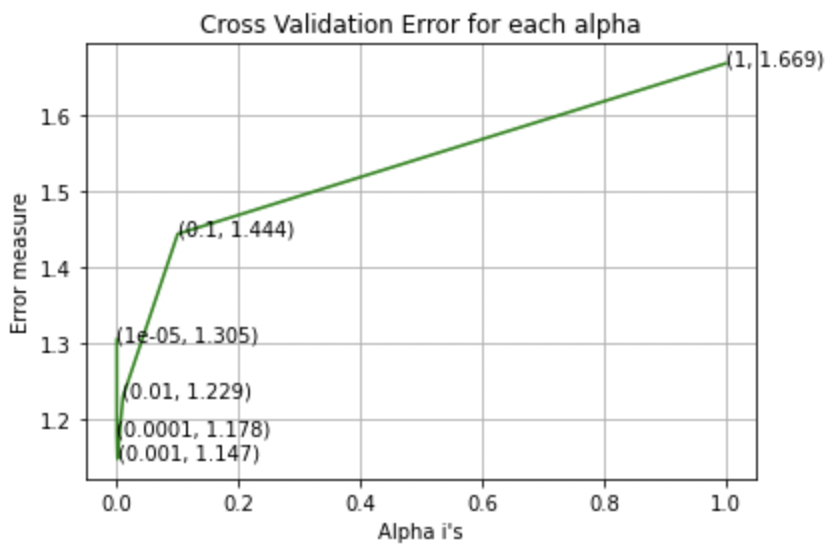 Cross Validation Error for each alpha
(1, 1.669)
1.6
1.5
(0.1, 1.444)
1.4
(1e-05, 1.305)
1.3
(0.01, 1.229)
1.2
(0.0001, 1.178)
(0.001, 1.147)
Error measure
0.0 0.2 0.4 0.6 0.8 1.0
Alpha i's